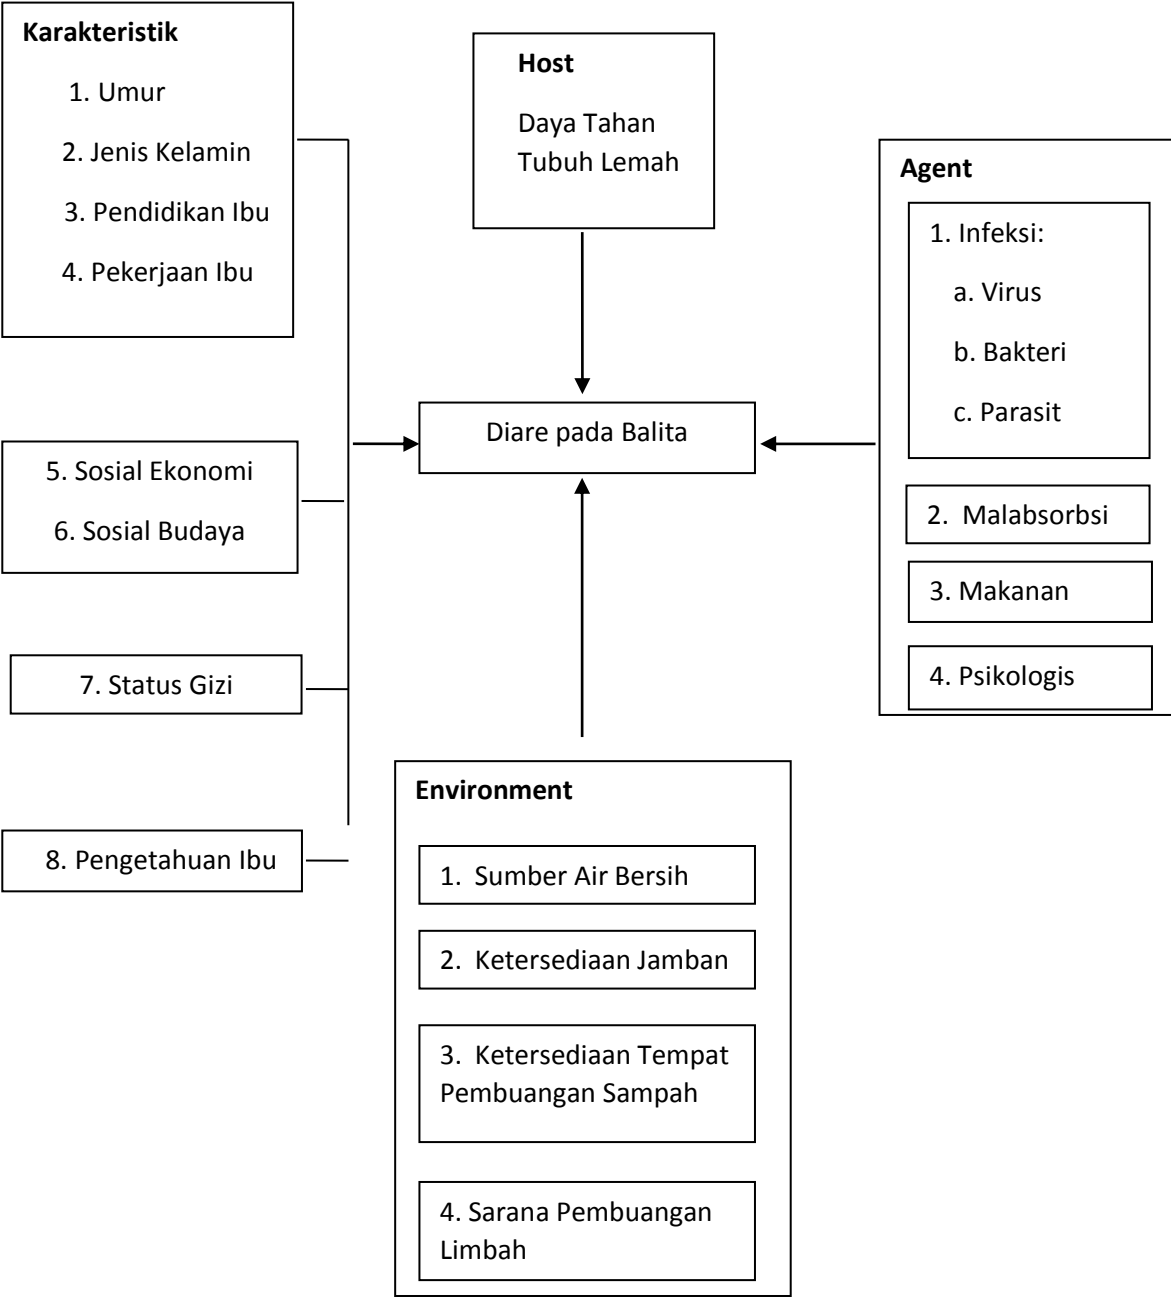 Karakteristik
1. Umur
2. Jenis Kelamin
3. Pendidikan Ibu
4. Pekerjaan Ibu
Host
Daya Tahan
Tubuh Lemah
Agent
1. Infeksi:
a. Virus
b. Bakteri
c. Parasit
2. Malabsorbsi
3. Makanan
4. Psikologis
Diare pada Balita
5. Sosial Ekonomi
6. Sosial Budaya
7. Status Gizi
8. Pengetahuan Ibu
Environment
1. Sumber Air Bersih
2. Ketersediaan Jamban
3. Ketersediaan Tempat
Pembuangan Sampah
4. Sarana Pembuangan
Limbah